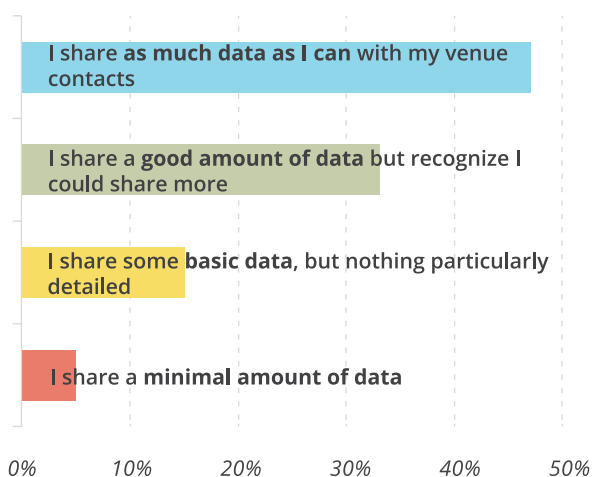 I share as much data as I can with my venue
contacts
I share a good amount of data but recognize I
could share more
I share some basic data, but nothing particularly
detailed
I share a minimal amount of data
0% 10% 20% 30% 40% 50%